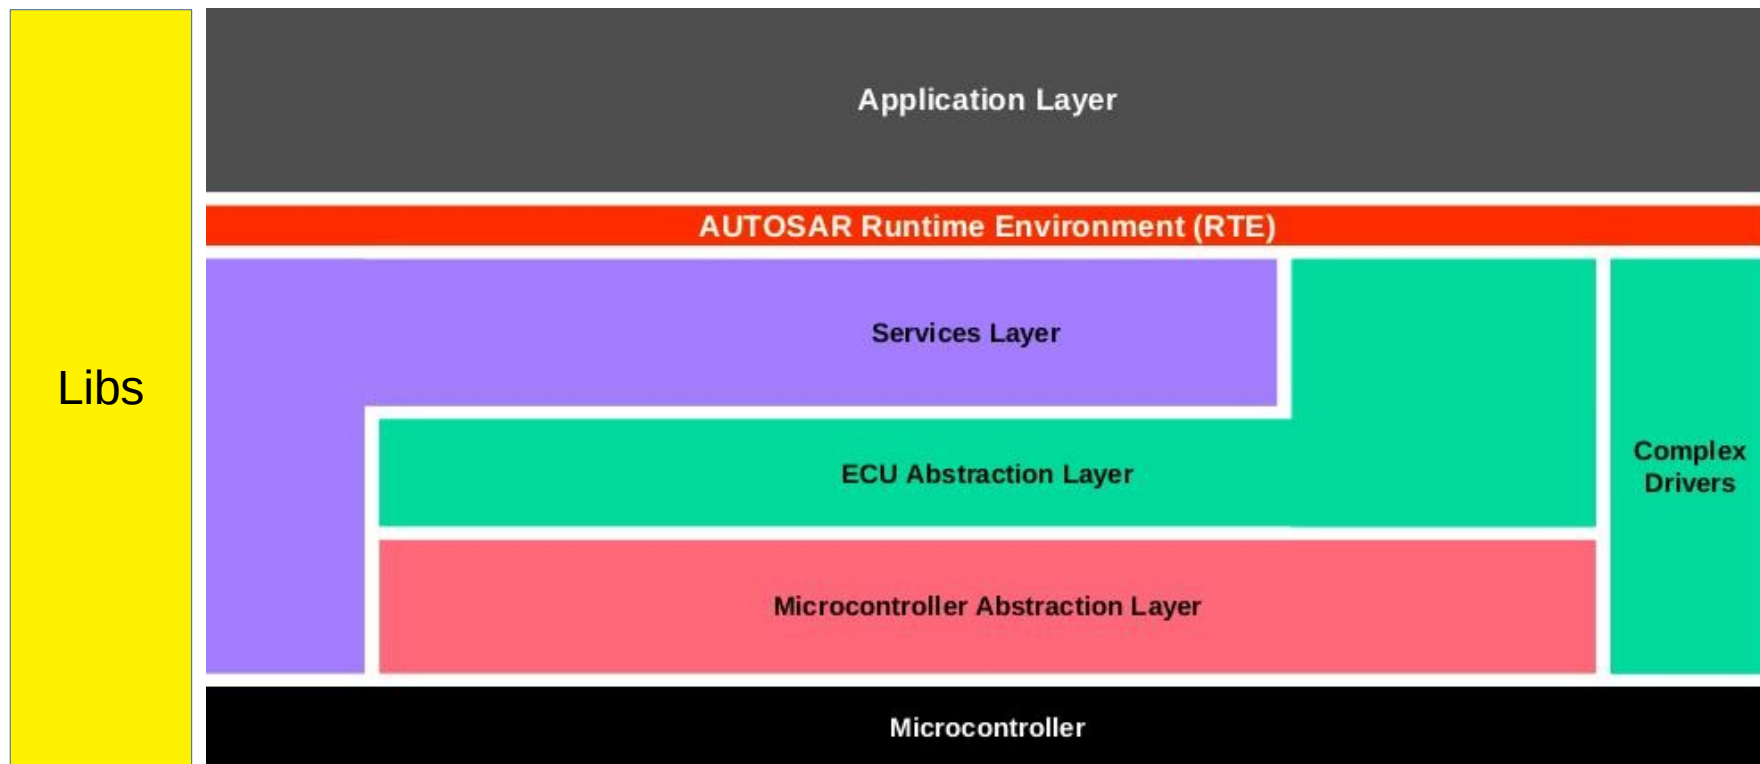 Application Layer
AUTOSAR Runtime Environment (RTE)
Services Layer
Libs
ECU Abstraction Layer
Complex
Drivers
Microcontroller Abstraction Layer
Microcontroller